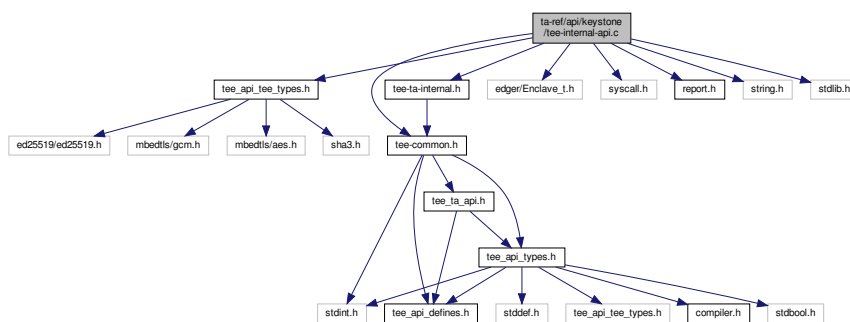 ta-ref/api/keystone
/tee-internal-api.c
tee_api_tee_types.h
tee-ta-internal.h
edger/Enclave_t.h
syscall.h
report.h
string.h
stdlib.h
ed25519/ed25519.h
mbedtls/gcm.h
mbedtls/aes.h
sha3.h
tee-common.h
tee_ta_api.h
tee_api_types.h
stdint.h
tee_api_defines.h
stddef.h
tee_api_tee_types.h
compiler.h
stdbool.h